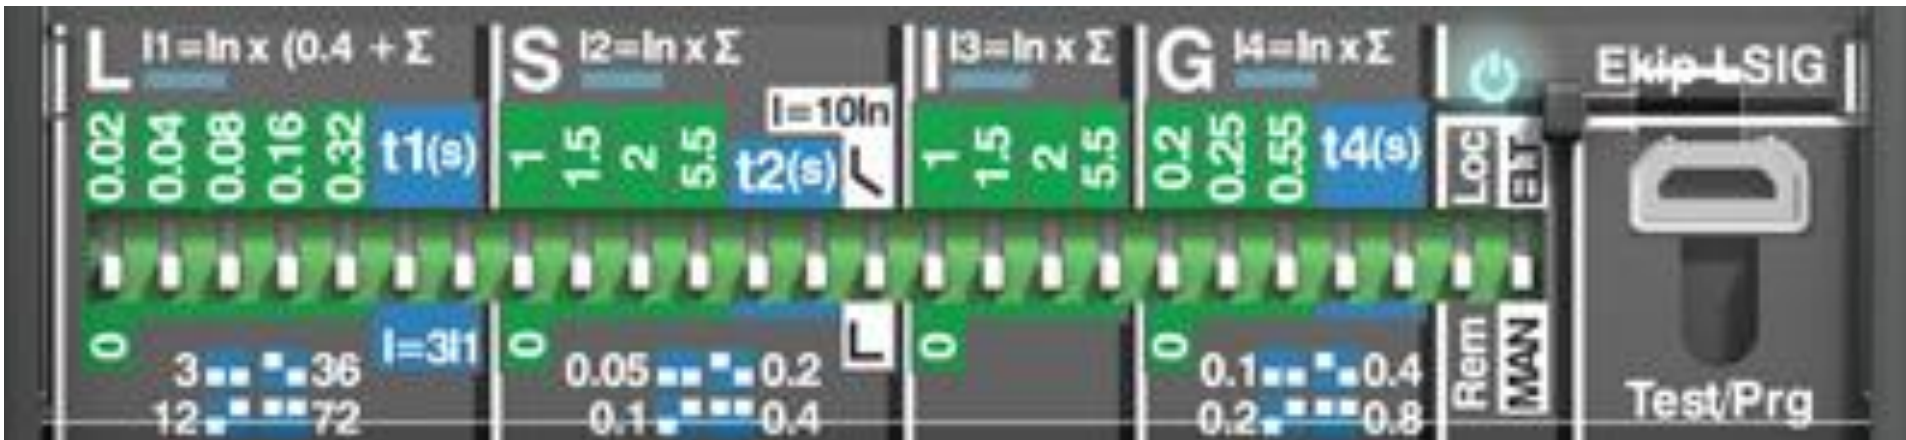 L I1=In x (0.4 + Σ
0.02 0.04 0.08 0.16 0.32 t1(s)
0 I=3I1
3 36
12 72
S I2=In x Σ
I=10In
1 1.5 2 5.5 t2(s)
0
0.05 0.2
0.1 0.4
I I3=In x Σ
1 1.5 2 5.5
0
G I4=In x Σ
0.2 0.25 0.55 t4(s)
0
0.1 0.4
0.2 0.8
Loc
Rem MAN
Ekip LSIG
Test/Prg